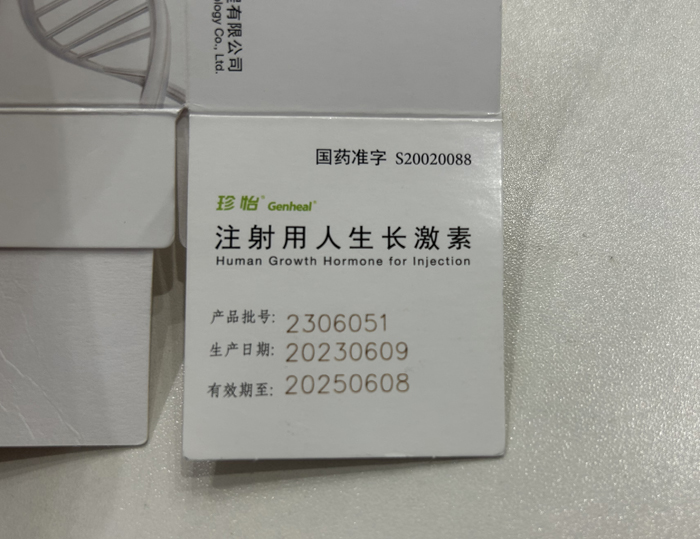 程有限公司
ology Co., Ltd.
国药准字 S20020088
珍怡® Genheal®
注射用人生长激素
Human Growth Hormone for Injection
产品批号: 2306051
生产日期: 20230609
有效期至: 20250608